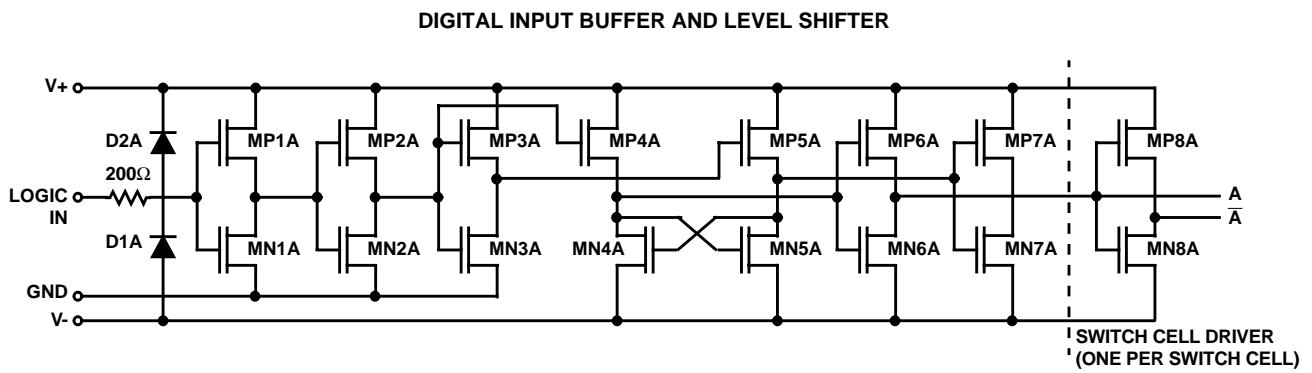 DIGITAL INPUT BUFFER AND LEVEL SHIFTER
V+
D2A
MP1A
MP2A
MP3A
MP4A
MP5A
MP6A
MP7A
MP8A
200Ω
LOGIC
IN
A
A̅
D1A
MN1A
MN2A
MN3A
MN4A
MN5A
MN6A
MN7A
MN8A
GND
V-
SWITCH CELL DRIVER
(ONE PER SWITCH CELL)